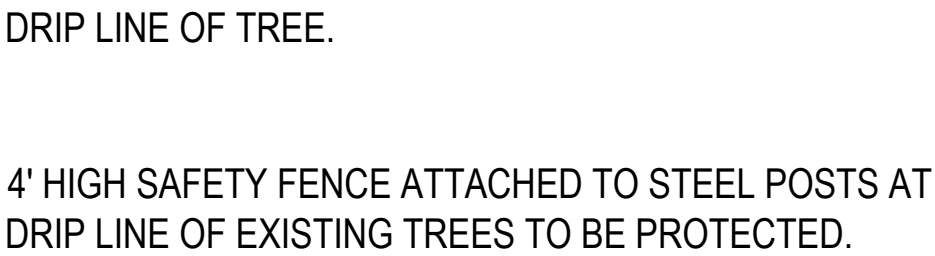 DRIP LINE OF TREE.
4' HIGH SAFETY FENCE ATTACHED TO STEEL POSTS AT
DRIP LINE OF EXISTING TREES TO BE PROTECTED.